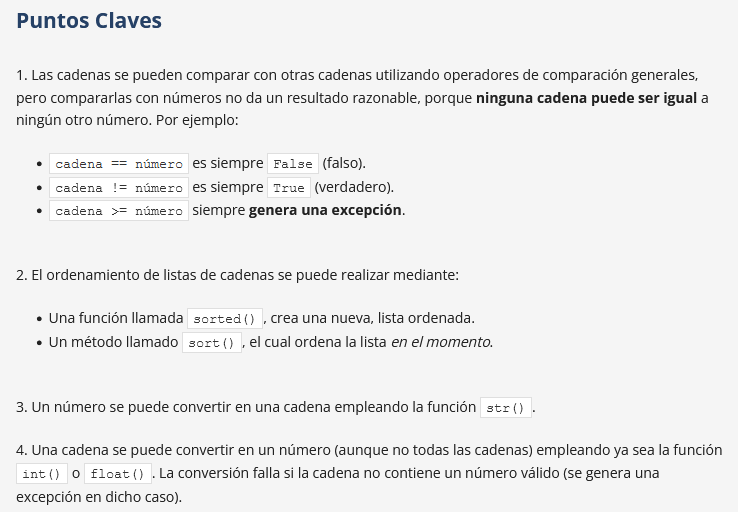 Puntos Claves
1. Las cadenas se pueden comparar con otras cadenas utilizando operadores de comparación generales,
pero compararlas con números no da un resultado razonable, porque ninguna cadena puede ser igual a
ningún otro número. Por ejemplo:
• cadena == número es siempre False (falso).
• cadena != número es siempre True (verdadero).
• cadena >= número siempre genera una excepción.
2. El ordenamiento de listas de cadenas se puede realizar mediante:
• Una función llamada sorted(), crea una nueva, lista ordenada.
• Un método llamado sort(), el cual ordena la lista en el momento.
3. Un número se puede convertir en una cadena empleando la función str().
4. Una cadena se puede convertir en un número (aunque no todas las cadenas) empleando ya sea la función
int() o float(). La conversión falla si la cadena no contiene un número válido (se genera una
excepción en dicho caso).